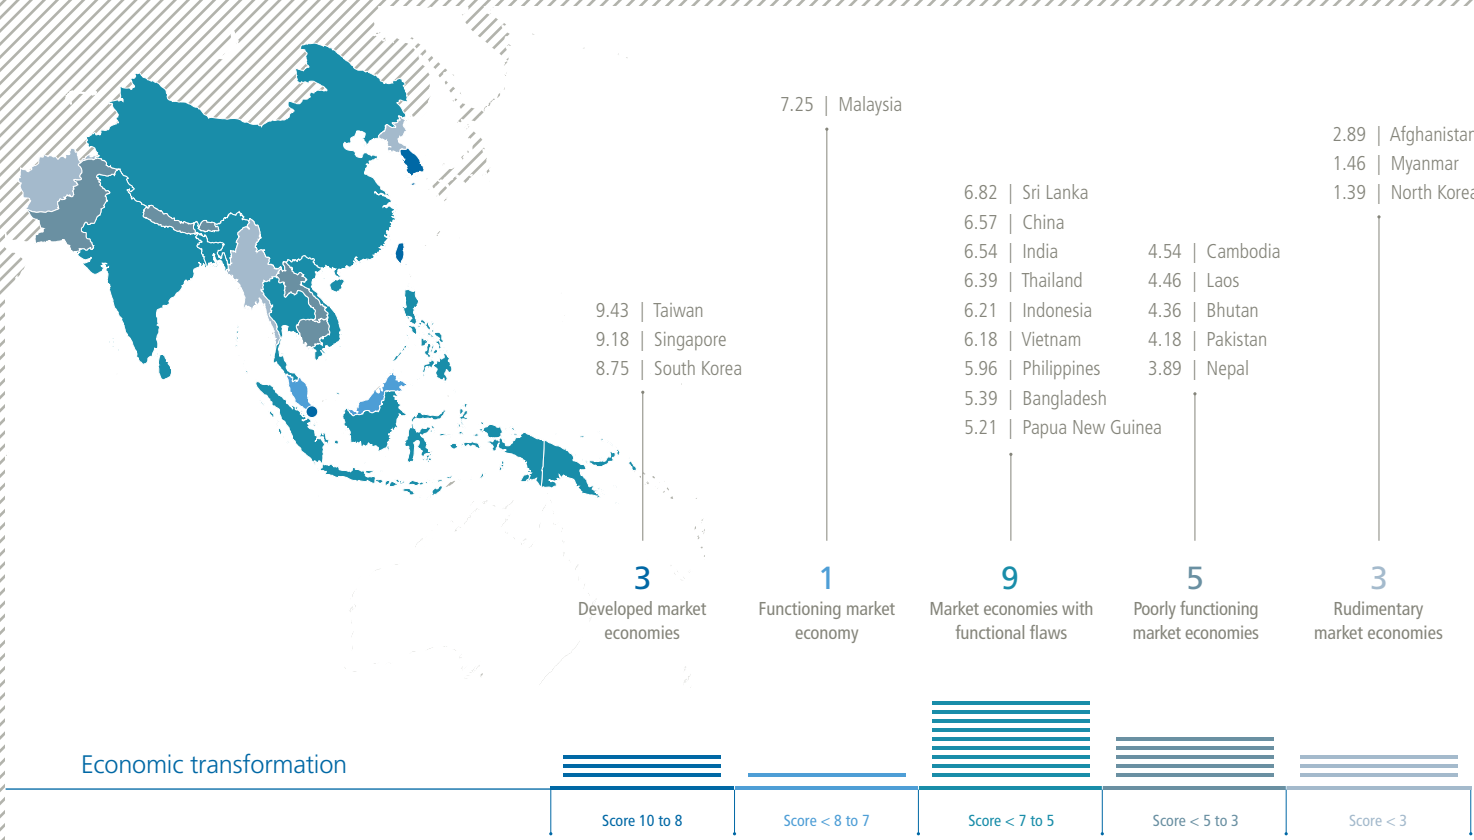 7.25 | Malaysia
2.89 | Afghanistan
1.46 | Myanmar
1.39 | North Korea
6.82 | Sri Lanka
6.57 | China
6.54 | India
6.39 | Thailand
6.21 | Indonesia
6.18 | Vietnam
5.96 | Philippines
5.39 | Bangladesh
5.21 | Papua New Guinea
4.54 | Cambodia
4.46 | Laos
4.36 | Bhutan
4.18 | Pakistan
3.89 | Nepal
9.43 | Taiwan
9.18 | Singapore
8.75 | South Korea
3
Developed market
economies
1
Functioning market
economy
9
Market economies with
functional flaws
5
Poorly functioning
market economies
3
Rudimentary
market economies
Economic transformation
Score 10 to 8
Score < 8 to 7
Score < 7 to 5
Score < 5 to 3
Score < 3